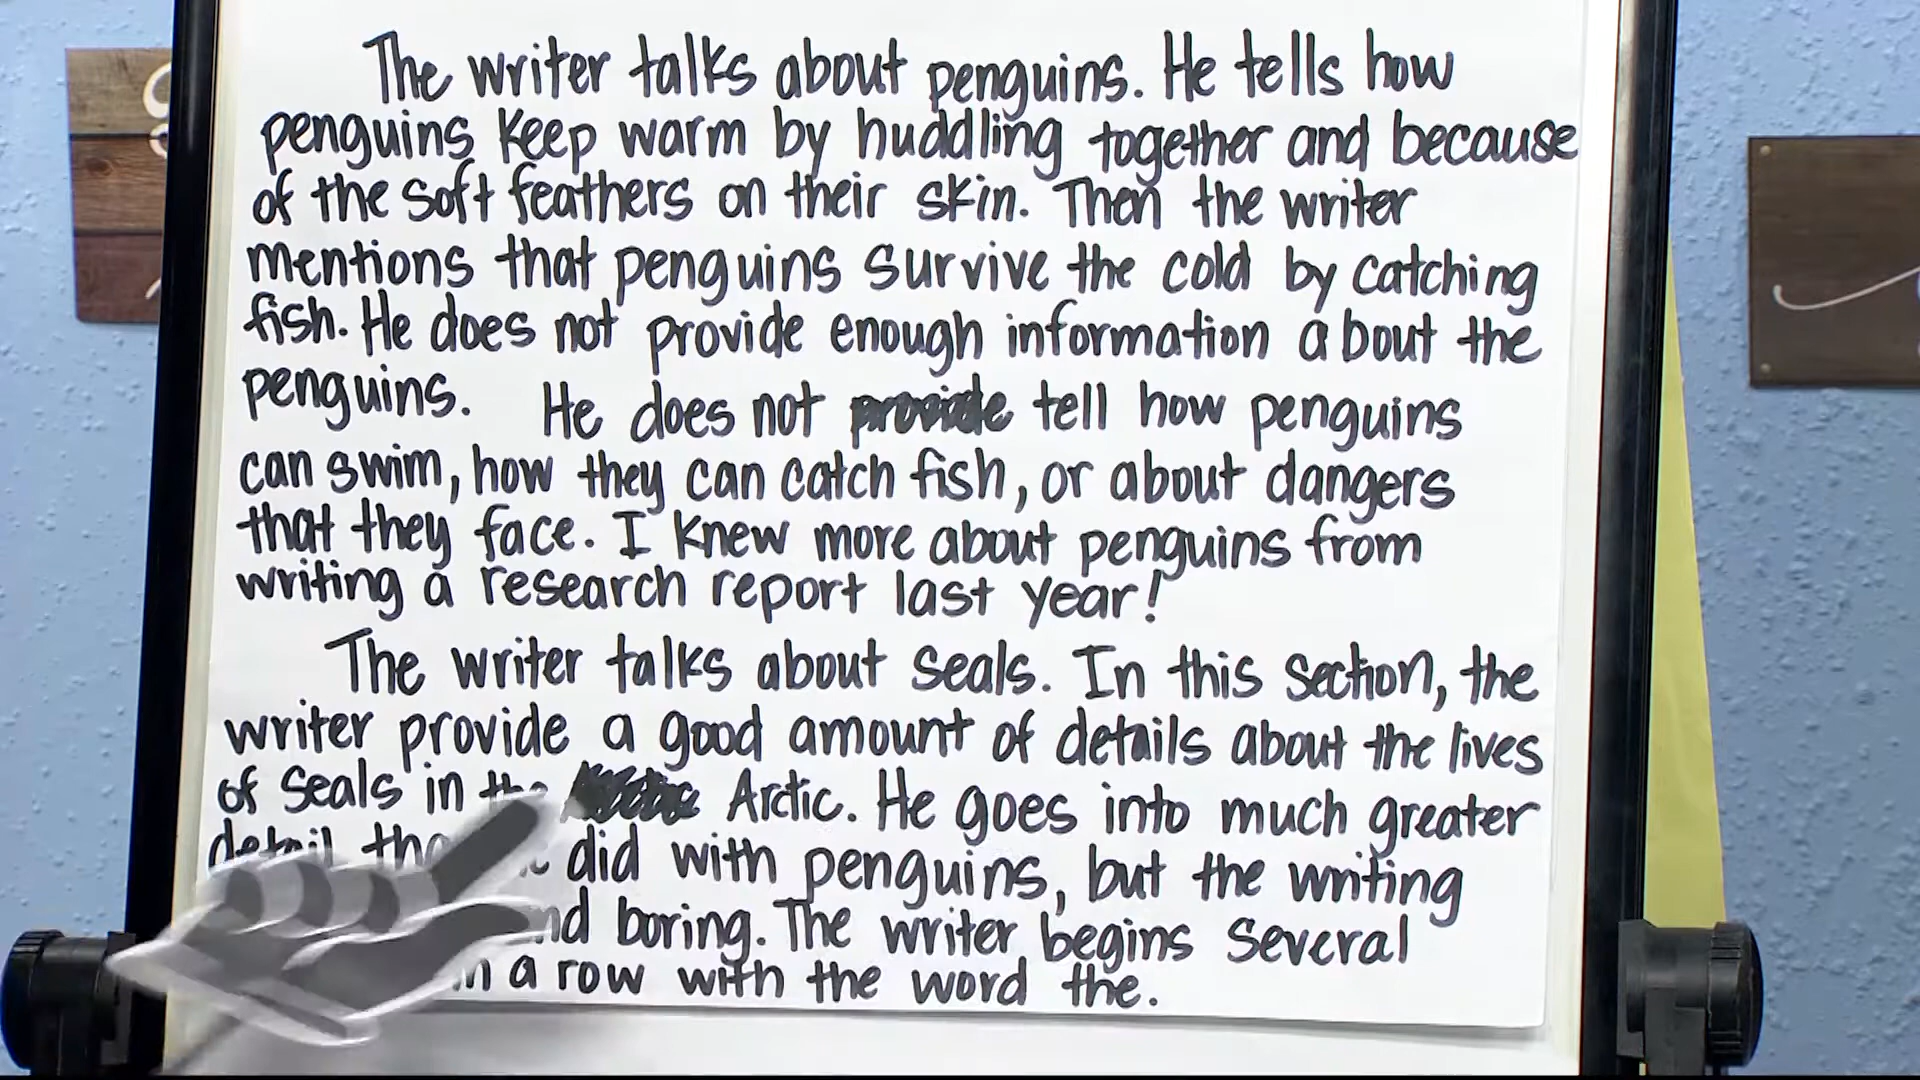 The writer talks about penguins. He tells how
penguins keep warm by huddling together and because
of the soft feathers on their skin. Then the writer
mentions that penguins survive the cold by catching
fish. He does not provide enough information about the
penguins. He does not provide tell how penguins
can swim, how they can catch fish, or about dangers
that they face. I knew more about penguins from
writing a research report last year!
The writer talks about seals. In this section, the
writer provide a good amount of details about the lives
of seals in the Arctic. He goes into much greater
detail did with penguins, but the writing
boring. The writer begins several
a row with the word the.